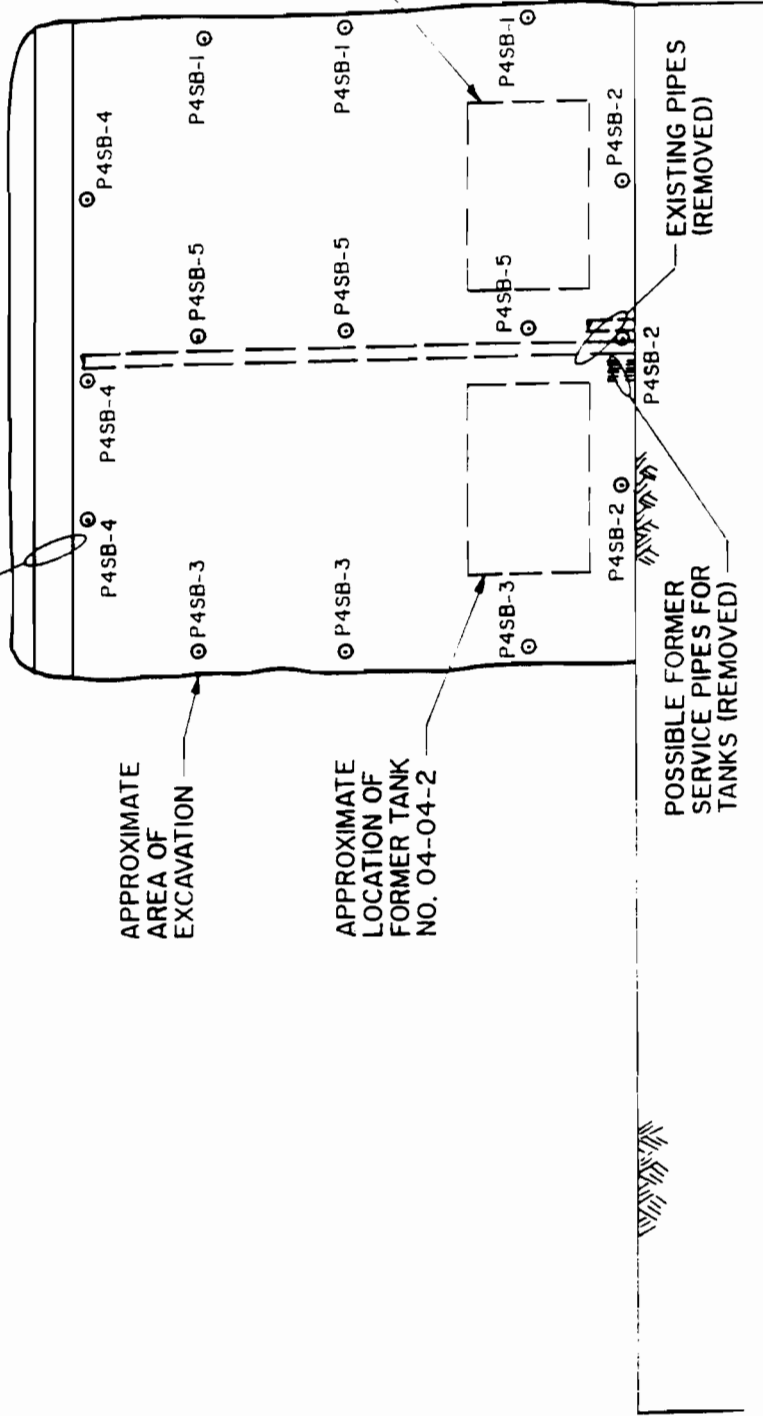 P4SB-4
P4SB-4
P4SB-4
P4SB-3
P4SB-5
P4SB-1
P4SB-3
P4SB-5
P4SB-1
P4SB-3
P4SB-5
P4SB-1
P4SB-2
P4SB-2
P4SB-2
APPROXIMATE
AREA OF
EXCAVATION
APPROXIMATE
LOCATION OF
FORMER TANK
NO. 04-04-2
POSSIBLE FORMER
SERVICE PIPES FOR
TANKS (REMOVED)
EXISTING PIPES
(REMOVED)